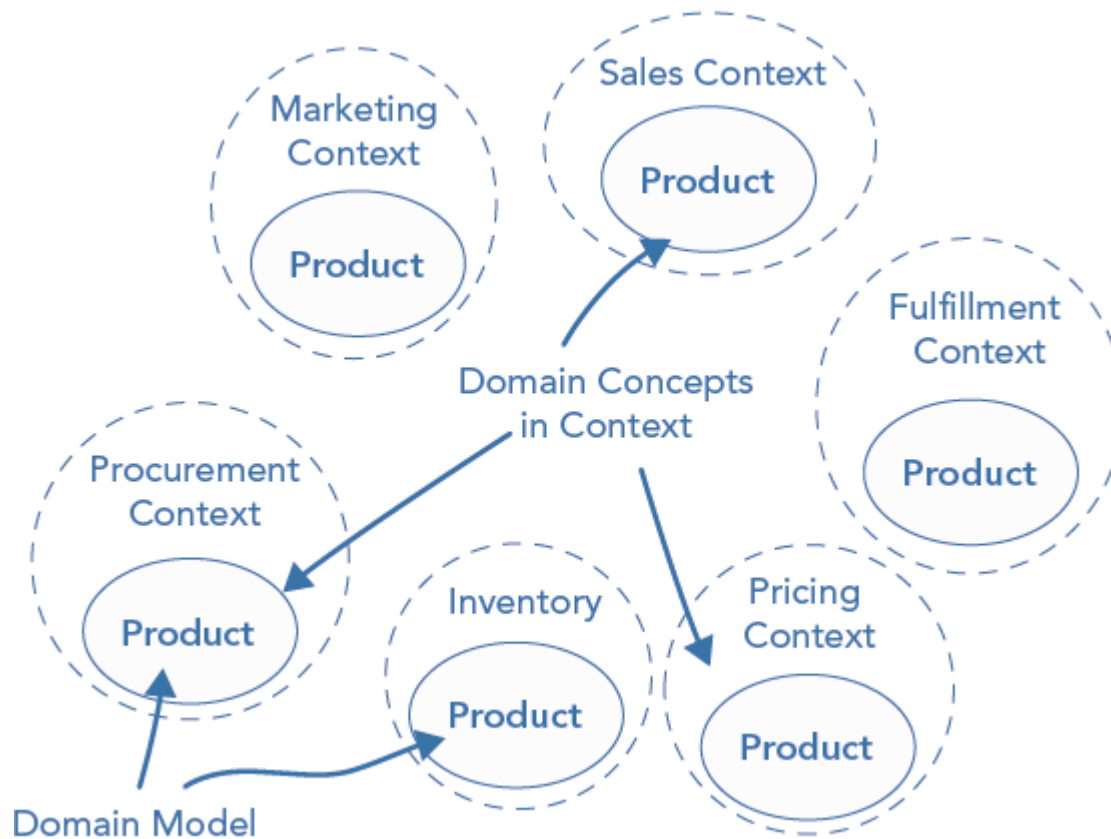 Sales Context
Product
Marketing
Context
Product
Fulfillment
Context
Product
Domain Concepts
in Context
Procurement
Context
Product
Inventory
Product
Pricing
Context
Product
Domain Model